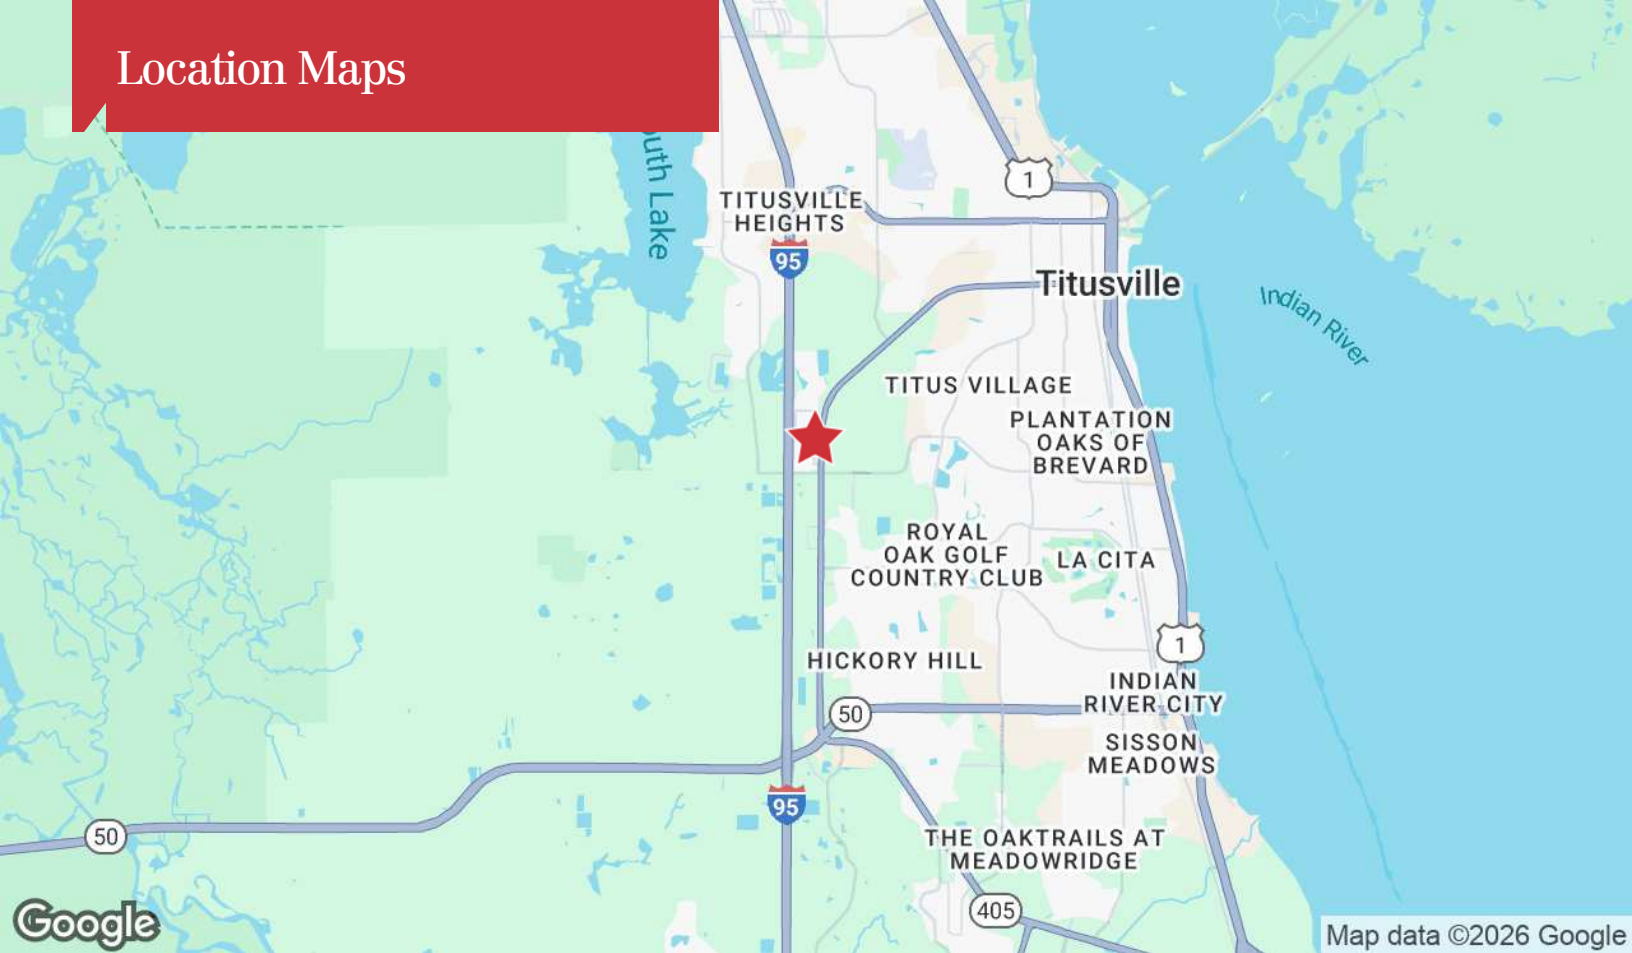 Location Maps
outh Lake
1
TITUSVILLE
HEIGHTS
95
Titusville
Indian River
TITUS VILLAGE
PLANTATION
OAKS OF
BREVARD
ROYAL
OAK GOLF
COUNTRY CLUB
LA CITA
1
HICKORY HILL
INDIAN
RIVER CITY
50
SISSON
MEADOWS
95
50
THE OAKTRAILS AT
MEADOWRIDGE
405
Google
Map data ©2026 Google